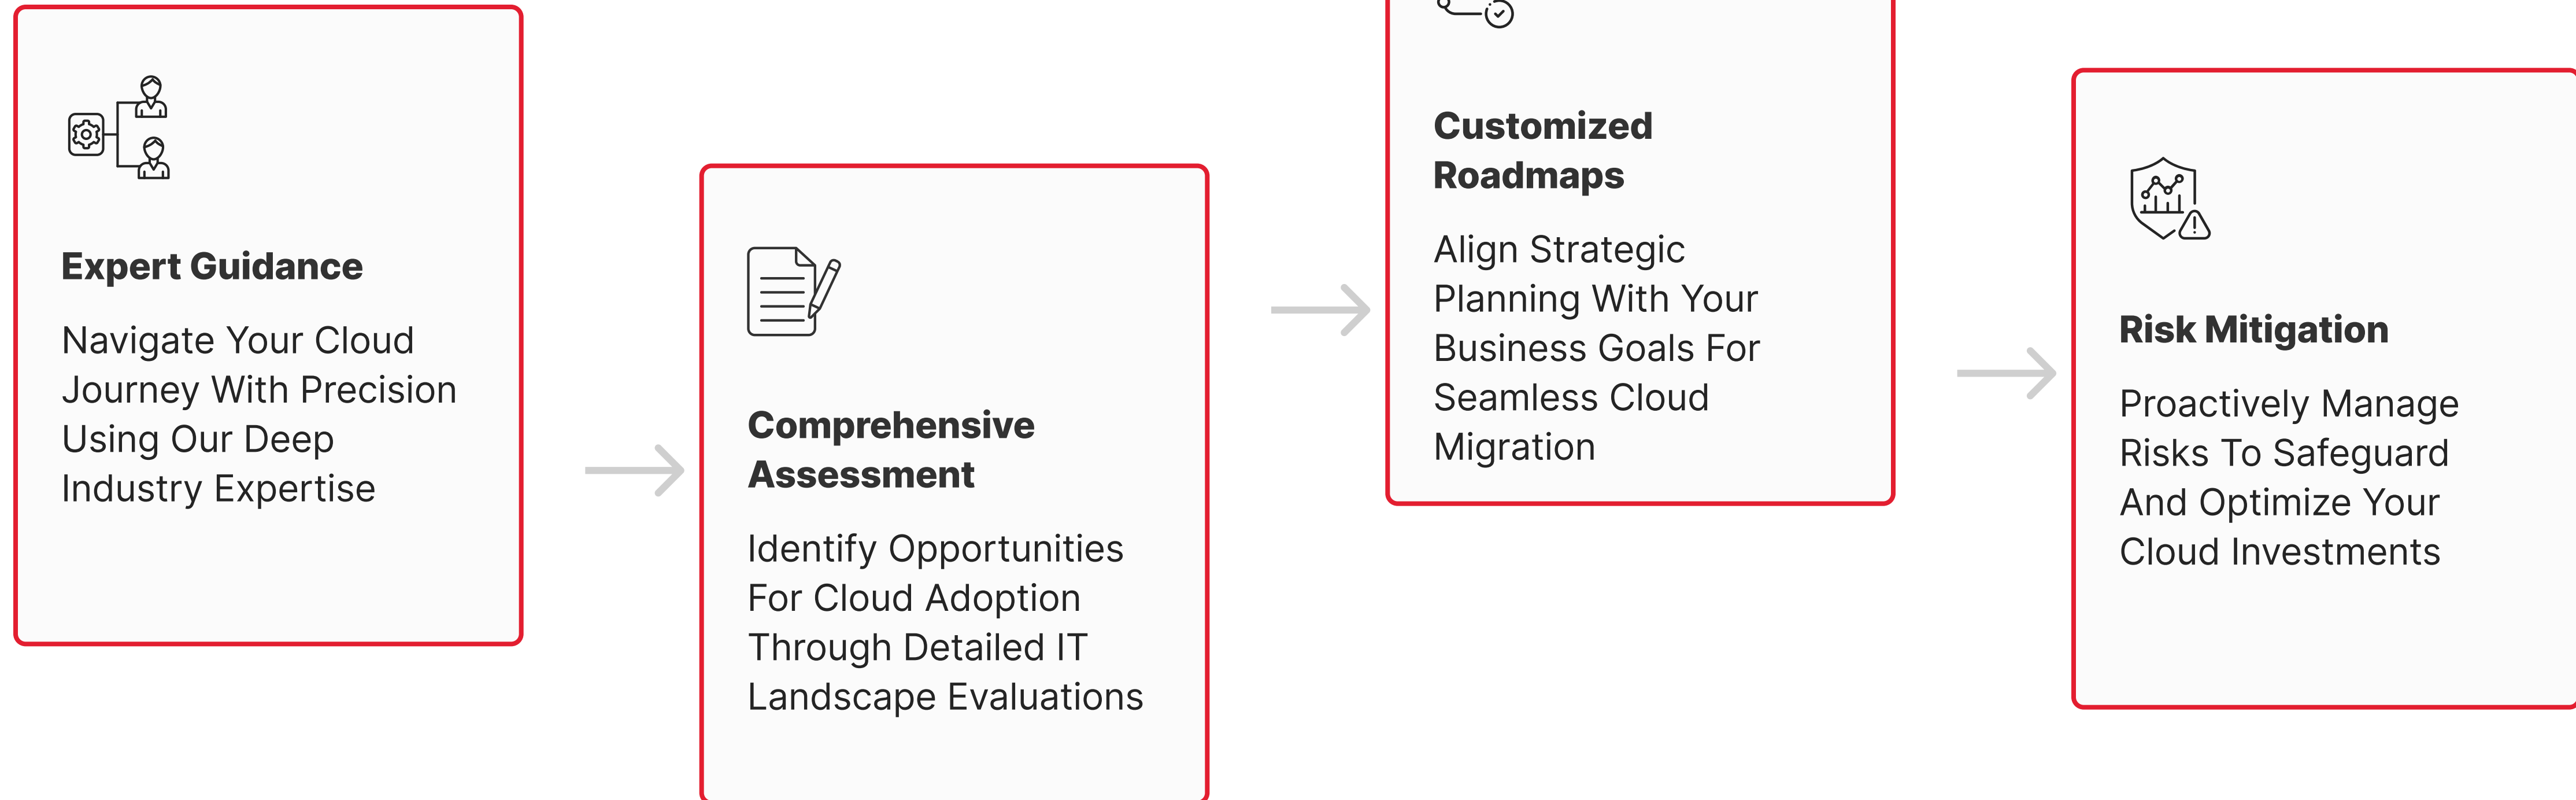 Expert Guidance
Navigate Your Cloud
Journey With Precision
Using Our Deep
Industry Expertise
Comprehensive
Assessment
Identify Opportunities
For Cloud Adoption
Through Detailed IT
Landscape Evaluations
Customized
Roadmaps
Align Strategic
Planning With Your
Business Goals For
Seamless Cloud
Migration
Risk Mitigation
Proactively Manage
Risks To Safeguard
And Optimize Your
Cloud Investments